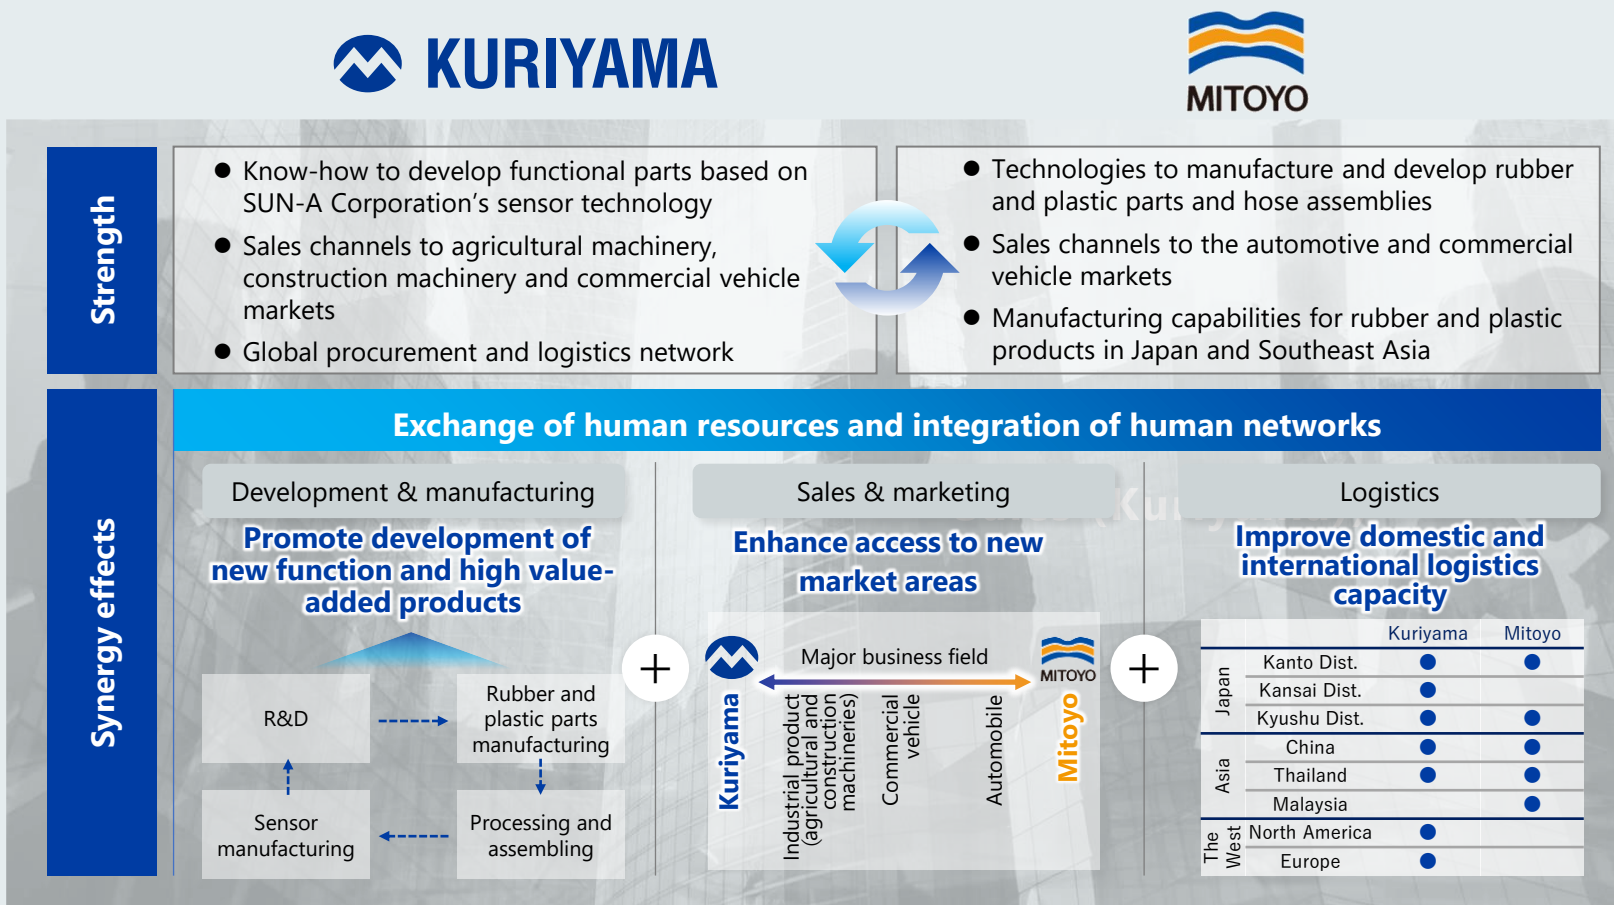 KURIYAMA
MITOYO
Strength
● Know-how to develop functional parts based on
SUN-A Corporation's sensor technology
● Sales channels to agricultural machinery,
construction machinery and commercial vehicle
markets
● Global procurement and logistics network
● Technologies to manufacture and develop rubber
and plastic parts and hose assemblies
● Sales channels to the automotive and commercial
vehicle markets
● Manufacturing capabilities for rubber and plastic
products in Japan and Southeast Asia
Synergy effects
Exchange of human resources and integration of human networks
Development & manufacturing
Promote development of
new function and high value-
added products
R&D
Rubber and
plastic parts
manufacturing
Sensor
manufacturing
Processing and
assembling
+
Sales & marketing
Enhance access to new
market areas
Major business field
MITOYO
Kuriyama
Industrial product
(agricultural and
construction
machineries)
Commercial
vehicle
Automobile
Mitoyo
+
Logistics
Improve domestic and
international logistics
capacity
Kuriyama Mitoyo
Japan
Kanto Dist. ● ●
Kansai Dist. ●
Kyushu Dist. ● ●
Asia
China ● ●
Thailand ● ●
Malaysia ●
The
West
North America ●
Europe ●